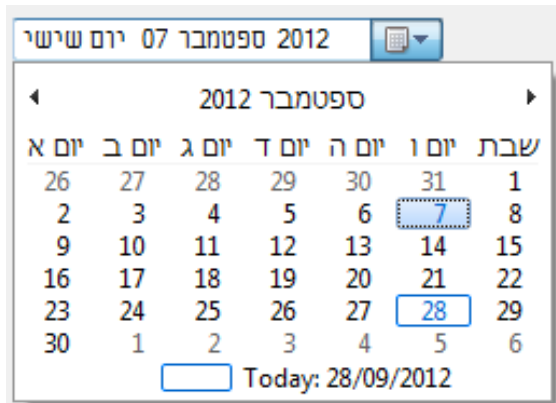 יום שישי 07 ספטמבר 2012
ספטמבר 2012
יום א יום ב יום ג יום ד יום ה יום ו שבת
26 27 28 29 30 31 1
2 3 4 5 6 7 8
9 10 11 12 13 14 15
16 17 18 19 20 21 22
23 24 25 26 27 28 29
30 1 2 3 4 5 6
Today: 28/09/2012